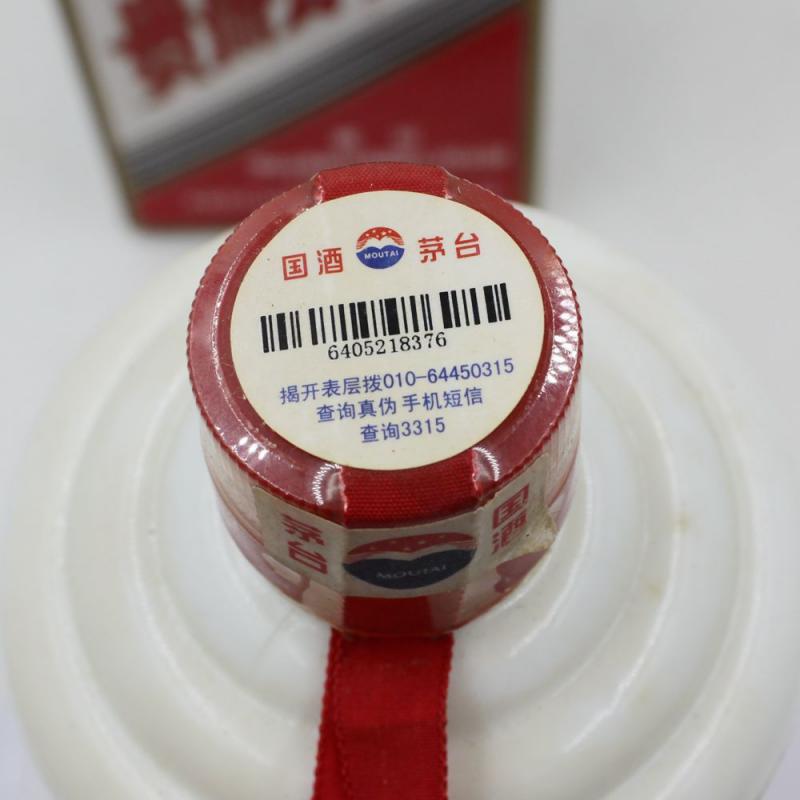 国酒 MOUTAI 茅台
6405218376
揭开表层拨010-64450315
查询真伪 手机短信
查询3315
茅台 MOUTAI 国酒